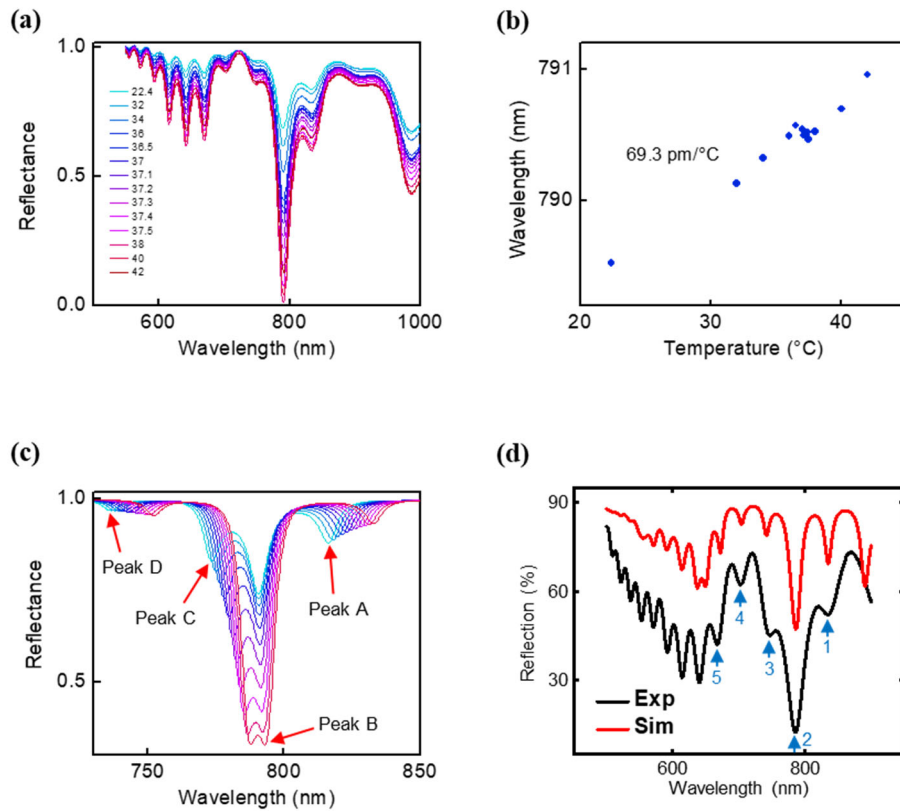 (a)
1.0
0.5
0.0
Reflectance
22.4
32
34
36
36.5
37
37.1
37.2
37.3
37.4
37.5
38
40
42
600
800
1000
Wavelength (nm)
(b)
791
790
Wavelength (nm)
69.3 pm/°C
20
30
40
Temperature (°C)
(c)
1.0
0.5
Reflectance
Peak D
Peak C
Peak A
Peak B
750
800
850
Wavelength (nm)
(d)
90
60
30
Reflection (%)
4
1
5
3
2
Exp
Sim
600
800
Wavelength (nm)